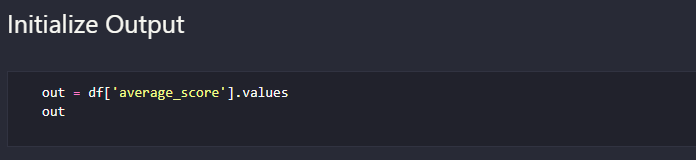 Initialize Output
out = df['average_score'].values
out